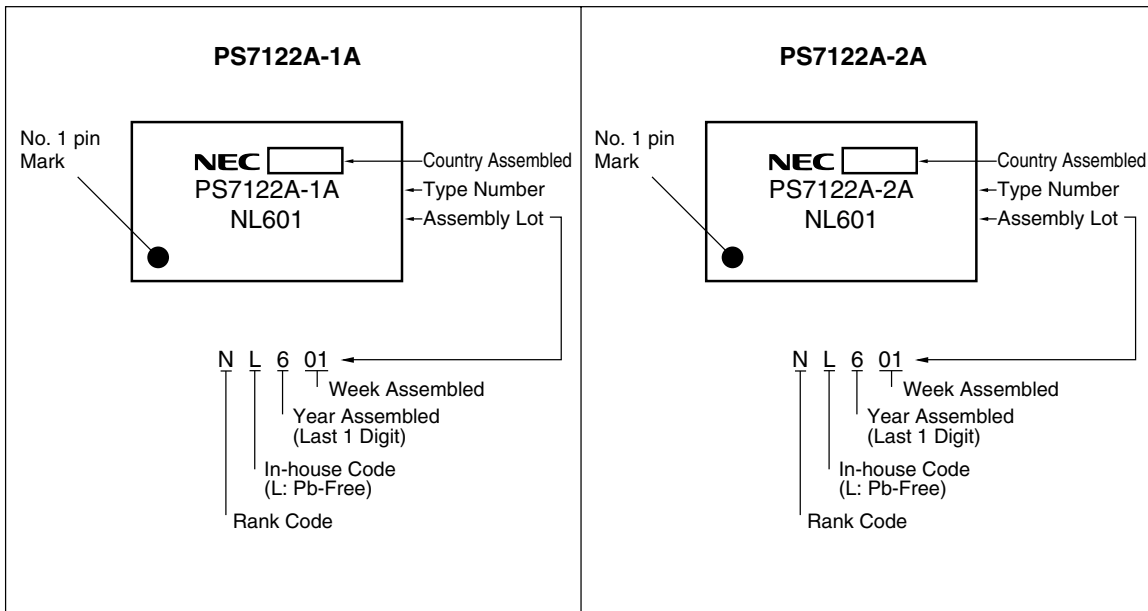 PS7122A-1A
No. 1 pin
Mark
NEC
Country Assembled
PS7122A-1A
Type Number
NL601
Assembly Lot
N L 6 01
Week Assembled
Year Assembled
(Last 1 Digit)
In-house Code
(L: Pb-Free)
Rank Code
PS7122A-2A
No. 1 pin
Mark
NEC
Country Assembled
PS7122A-2A
Type Number
NL601
Assembly Lot
N L 6 01
Week Assembled
Year Assembled
(Last 1 Digit)
In-house Code
(L: Pb-Free)
Rank Code